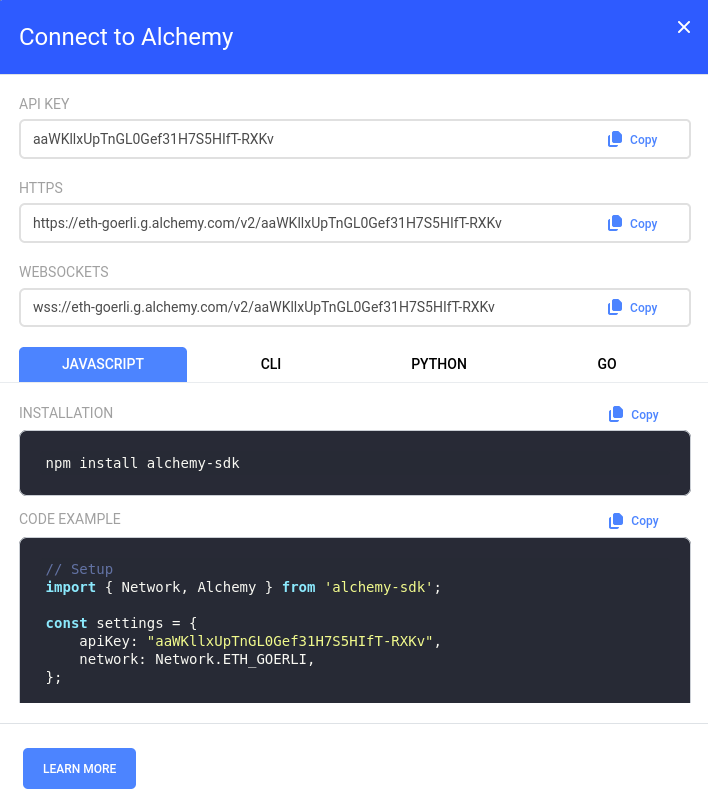 Connect to Alchemy
API KEY
aaWKllxUpTnGL0Gef31H7S5HIfT-RXKv
Copy
HTTPS
https://eth-goerli.g.alchemy.com/v2/aaWKllxUpTnGL0Gef31H7S5HIfT-RXKv
Copy
WEBSOCKETS
wss://eth-goerli.g.alchemy.com/v2/aaWKllxUpTnGL0Gef31H7S5HIfT-RXKv
Copy
JAVASCRIPT CLI PYTHON GO
INSTALLATION
Copy
npm install alchemy-sdk
CODE EXAMPLE
Copy
// Setup
import { Network, Alchemy } from 'alchemy-sdk';
const settings = {
apiKey: "aaWKllxUpTnGL0Gef31H7S5HIfT-RXKv",
network: Network.ETH_GOERLI,
};
LEARN MORE